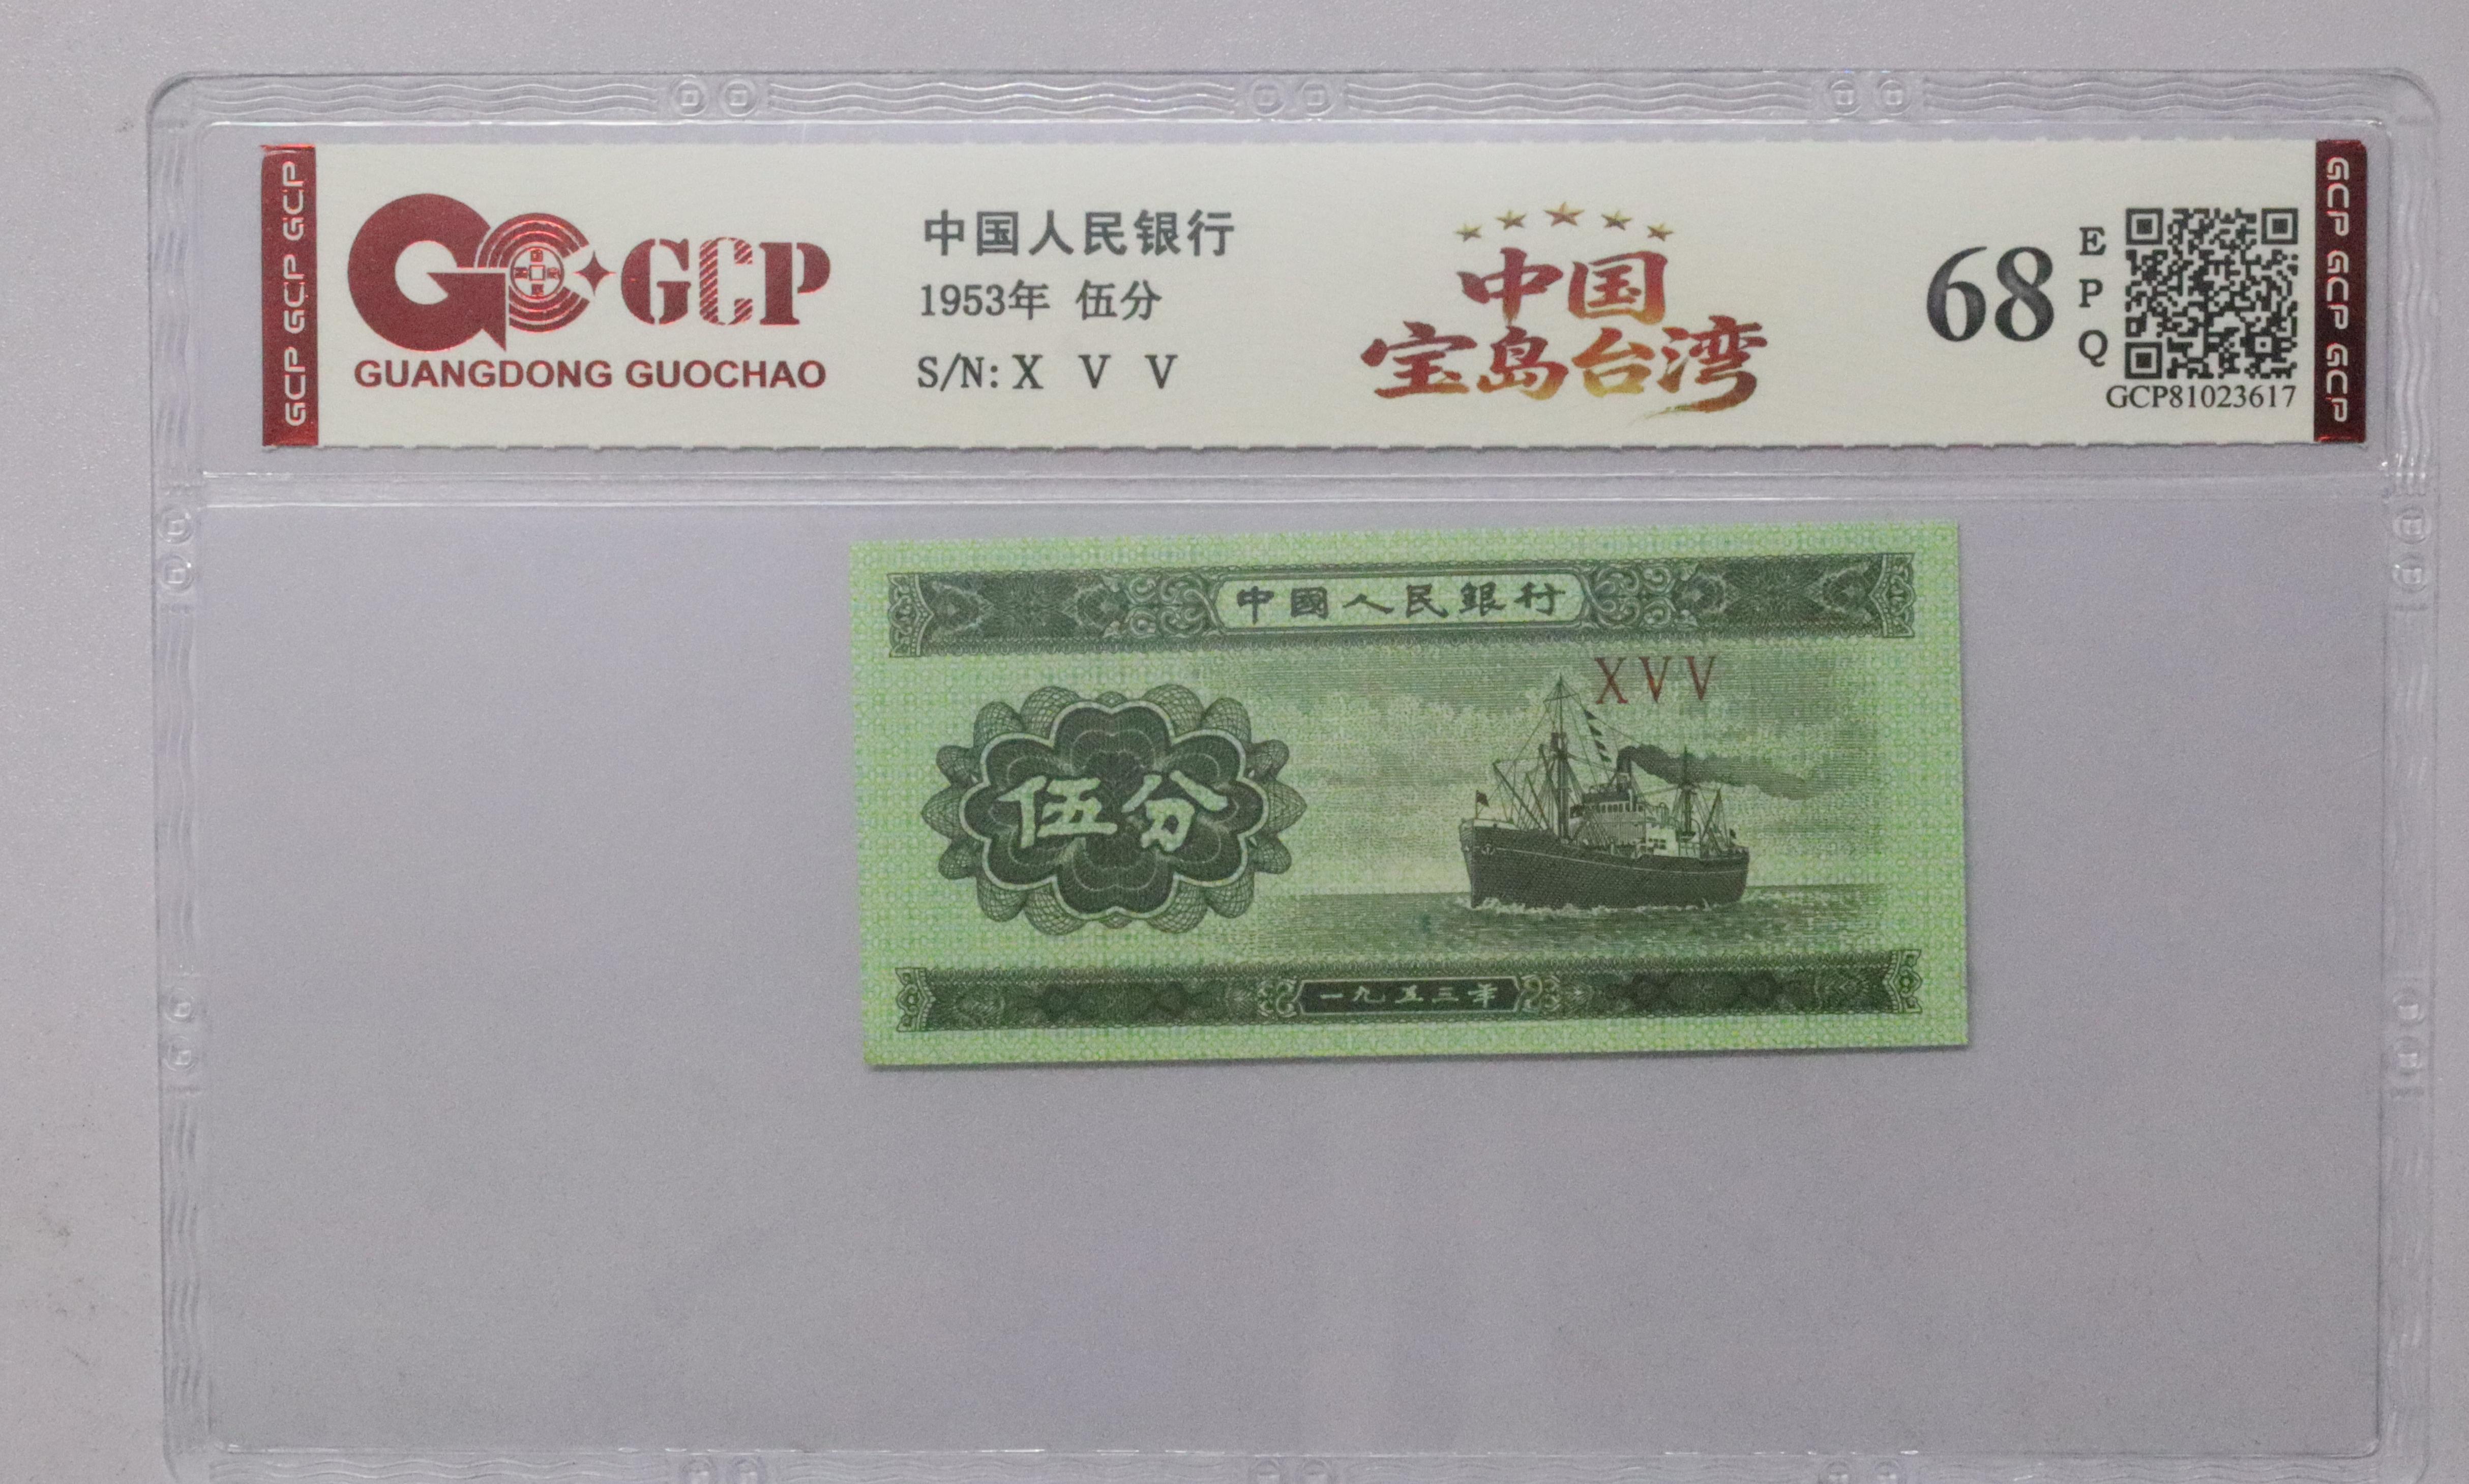 GCP GCP GCP
GCP
GUANGDONG GUOCHAO
中国人民银行
1953年 伍分
S/N: X V V
中国
宝岛台湾
68
E
P
Q
GCP81023617
GCP GCP GCP
中國人民銀行
XVV
伍分
一九五三年